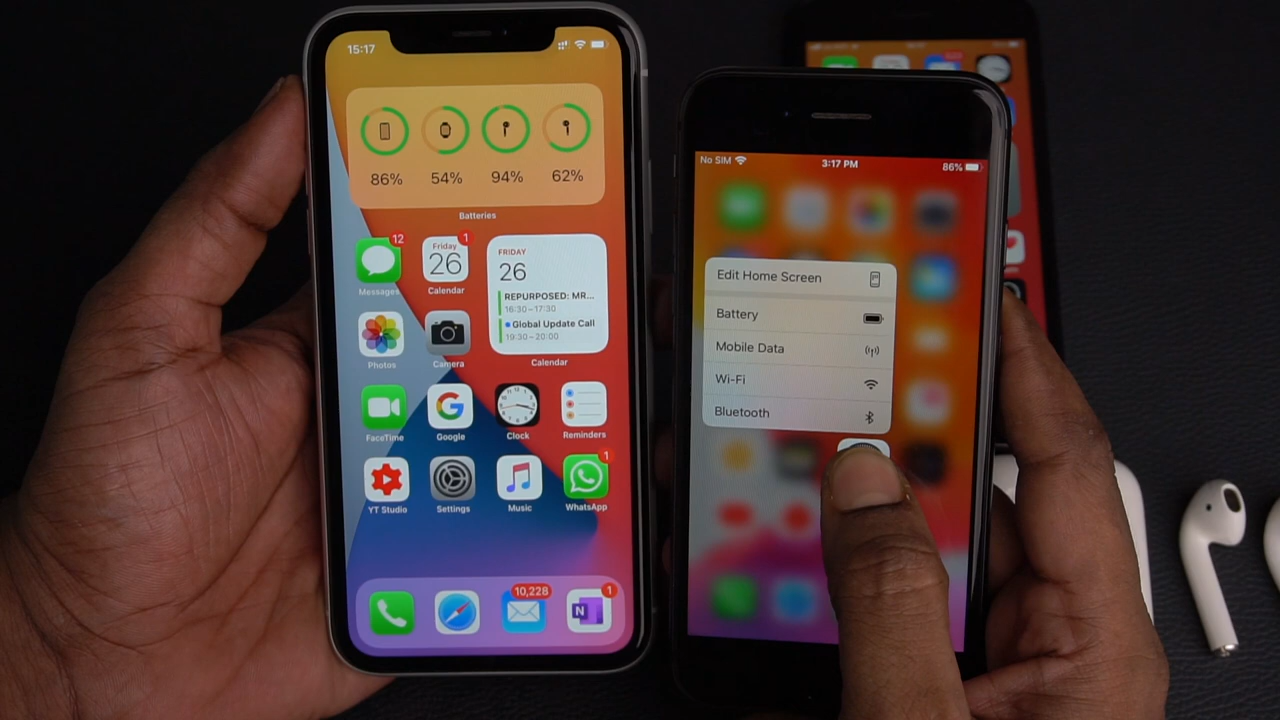 15:17
86% 54% 94% 62%
Batteries
12
Messages
Friday
26
1
Calendar
FRIDAY
26
REPURPOSED: MR...
16:30–17:30
Global Update Call
19:30–20:00
Calendar
Photos
Camera
FaceTime
Google
Clock
Reminders
YT Studio
Settings
Music
1
WhatsApp
10,228
N
1
No SIM
3:17 PM
86%
Edit Home Screen
Battery
Mobile Data
Wi-Fi
Bluetooth